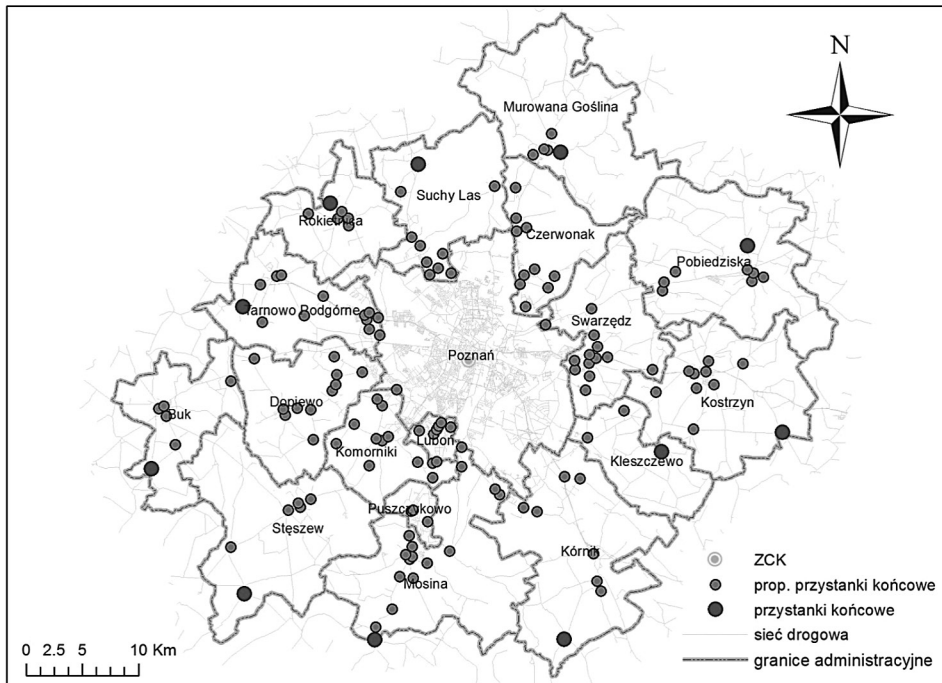 N
Murowana Goślina
Suchy Las
Rokietnica
Czerwonak
Pobiedziska
Tarnowo Podgórne
Swarzędz
Poznań
Buk
Dopiewo
Kostrzyn
Komorniki
Luboń
Kleszczewo
Puszczykowo
Stęszew
Kórnik
Mosina
ZCK
prop. przystanki końcowe
przystanki końcowe
sieć drogowa
granice administracyjne
0 2.5 5 10 Km